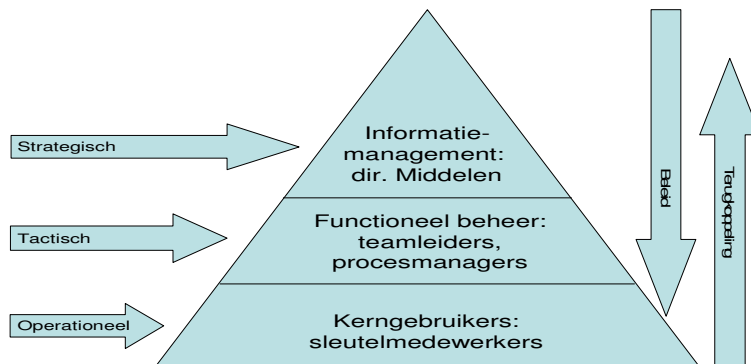 Strategisch
Informatie-
management:
dir. Middelen
Tactisch
Functioneel beheer:
teamleiders,
procesmanagers
Operationeel
Kerngebruikers:
sleutelmedewerkers
Beleid
Terugkoppeling